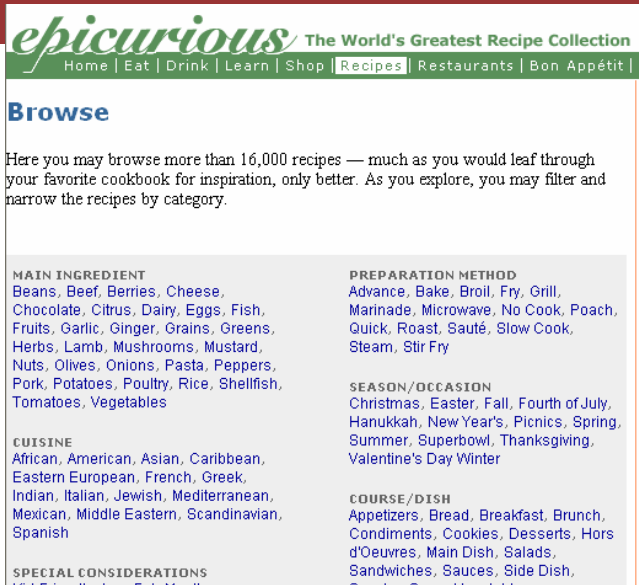 epicurious The World's Greatest Recipe Collection
Home | Eat | Drink | Learn | Shop | Recipes | Restaurants | Bon Appétit |
Browse
Here you may browse more than 16,000 recipes — much as you would leaf through
your favorite cookbook for inspiration, only better. As you explore, you may filter and
narrow the recipes by category.
MAIN INGREDIENT
Beans, Beef, Berries, Cheese,
Chocolate, Citrus, Dairy, Eggs, Fish,
Fruits, Garlic, Ginger, Grains, Greens,
Herbs, Lamb, Mushrooms, Mustard,
Nuts, Olives, Onions, Pasta, Peppers,
Pork, Potatoes, Poultry, Rice, Shellfish,
Tomatoes, Vegetables
CUISINE
African, American, Asian, Caribbean,
Eastern European, French, Greek,
Indian, Italian, Jewish, Mediterranean,
Mexican, Middle Eastern, Scandinavian,
Spanish
SPECIAL CONSIDERATIONS
PREPARATION METHOD
Advance, Bake, Broil, Fry, Grill,
Marinade, Microwave, No Cook, Poach,
Quick, Roast, Sauté, Slow Cook,
Steam, Stir Fry
SEASON/OCCASION
Christmas, Easter, Fall, Fourth of July,
Hanukkah, New Year's, Picnics, Spring,
Summer, Superbowl, Thanksgiving,
Valentine's Day Winter
COURSE/DISH
Appetizers, Bread, Breakfast, Brunch,
Condiments, Cookies, Desserts, Hors
d'Oeuvres, Main Dish, Salads,
Sandwiches, Sauces, Side Dish,